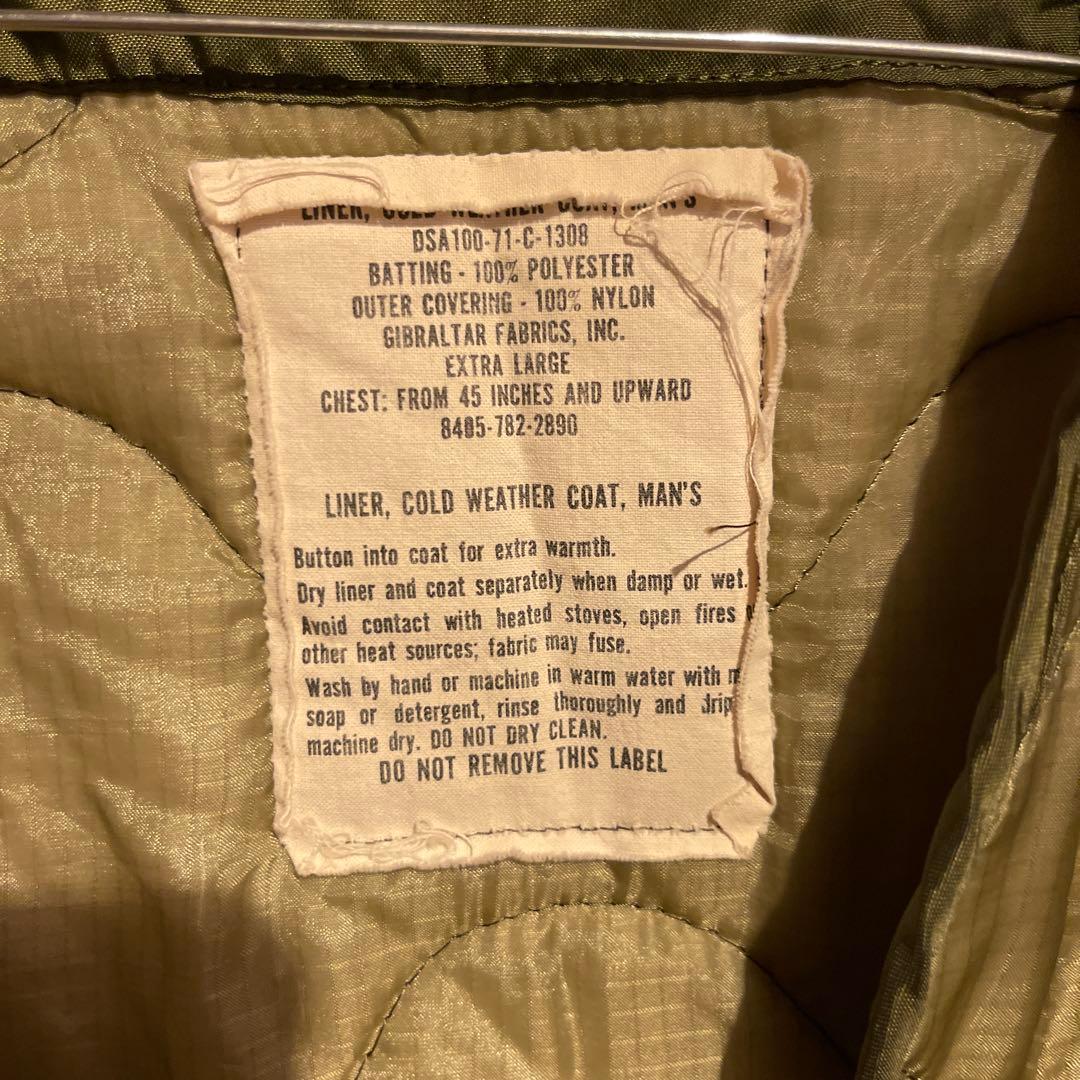 LINER, COLD WEATHER COAT, MAN'S
DSA100-71-C-1308
BATTING - 100% POLYESTER
OUTER COVERING - 100% NYLON
GIBRALTAR FABRICS, INC.
EXTRA LARGE
CHEST: FROM 45 INCHES AND UPWARD
8405-782-2890
LINER, COLD WEATHER COAT, MAN'S
Button into coat for extra warmth.
Dry liner and coat separately when damp or wet.
Avoid contact with heated stoves, open fires
other heat sources; fabric may fuse.
Wash by hand or machine in warm water with
soap or detergent, rinse thoroughly and drip
machine dry. DO NOT DRY CLEAN.
DO NOT REMOVE THIS LABEL